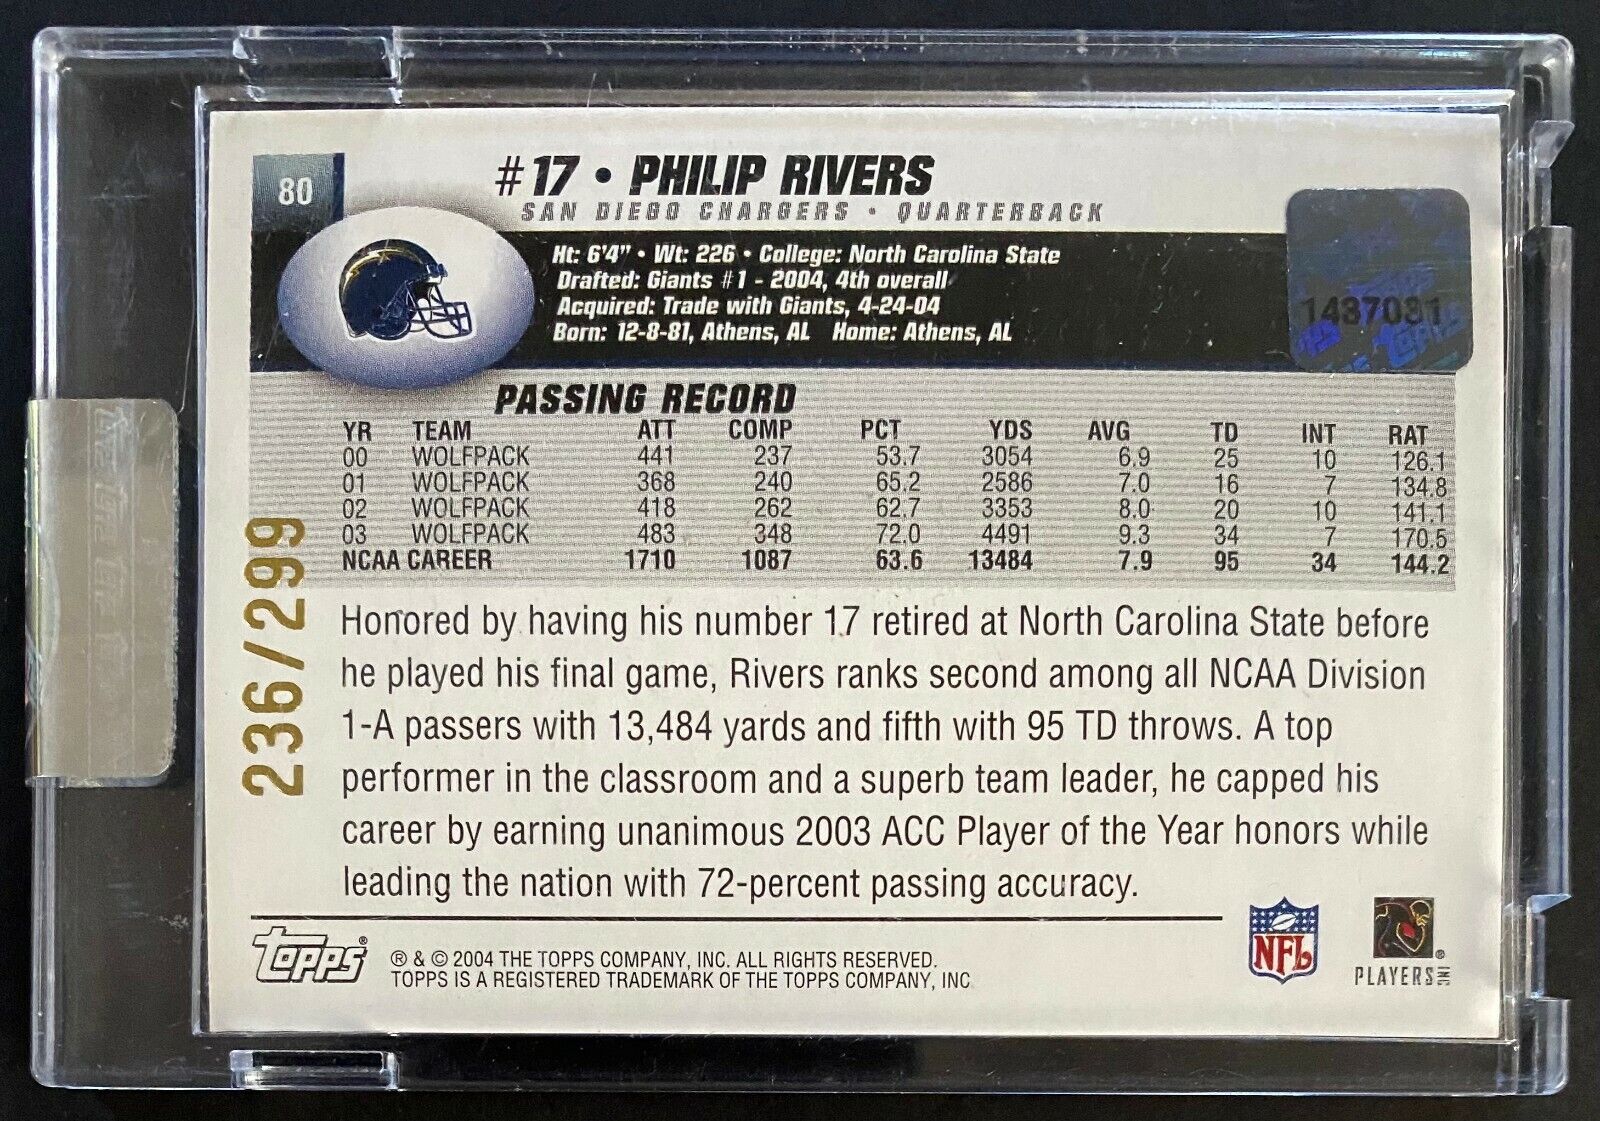 80
#17 • PHILIP RIVERS
SAN DIEGO CHARGERS • QUARTERBACK
Ht: 6'4" • Wt: 226 • College: North Carolina State
Drafted: Giants #1 - 2004, 4th overall
Acquired: Trade with Giants, 4-24-04
Born: 12-8-81, Athens, AL Home: Athens, AL
1437031
PASSING RECORD
YR TEAM ATT COMP PCT YDS AVG TD INT RAT
00 WOLFPACK 441 237 53.7 3054 6.9 25 10 126.1
01 WOLFPACK 368 240 65.2 2586 7.0 16 7 134.8
02 WOLFPACK 418 262 62.7 3353 8.0 20 10 141.1
03 WOLFPACK 483 348 72.0 4491 9.3 34 7 170.5
NCAA CAREER 1710 1087 63.6 13484 7.9 95 34 144.2
236/299
Honored by having his number 17 retired at North Carolina State before
he played his final game, Rivers ranks second among all NCAA Division
1-A passers with 13,484 yards and fifth with 95 TD throws. A top
performer in the classroom and a superb team leader, he capped his
career by earning unanimous 2003 ACC Player of the Year honors while
leading the nation with 72-percent passing accuracy.
Topps®
® & © 2004 THE TOPPS COMPANY, INC. ALL RIGHTS RESERVED.
TOPPS IS A REGISTERED TRADEMARK OF THE TOPPS COMPANY, INC
NFL
PLAYERS INC